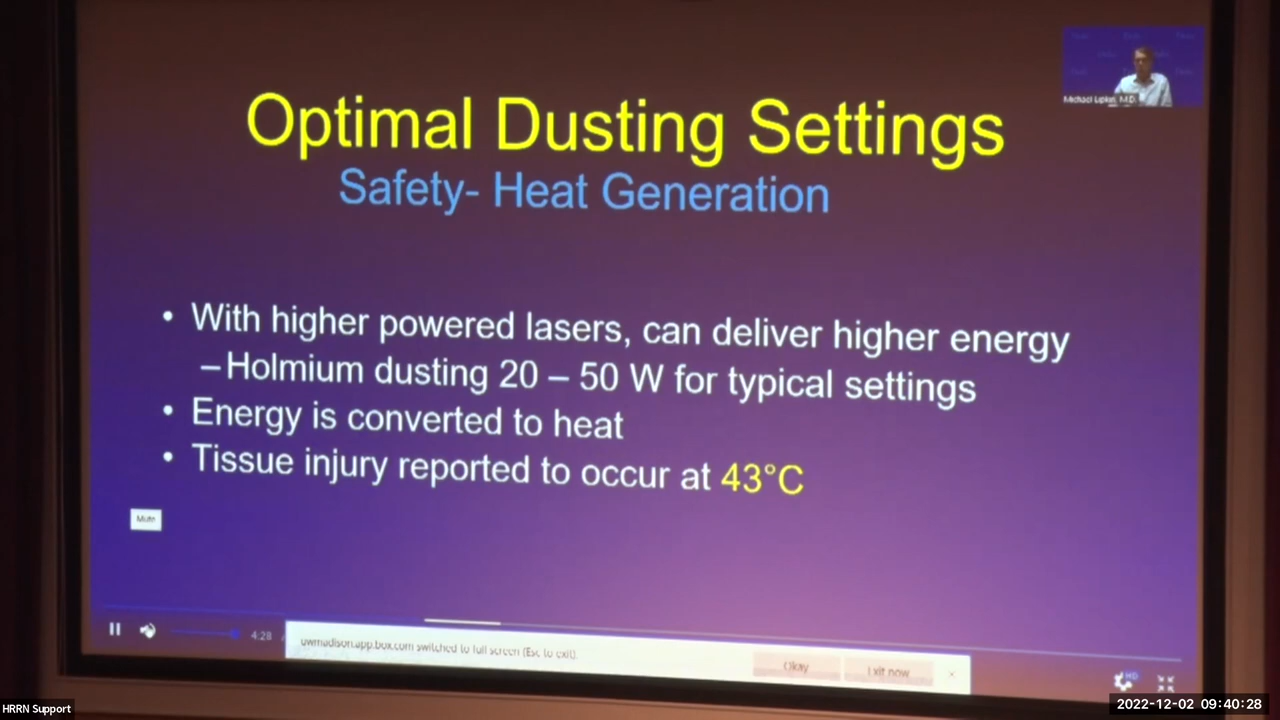 Optimal Dusting Settings
Safety- Heat Generation
Michael Lipkin, M.D.
• With higher powered lasers, can deliver higher energy
– Holmium dusting 20 – 50 W for typical settings
• Energy is converted to heat
• Tissue injury reported to occur at 43°C
Mute
4:28
uwmadison.app.box.com switched to full screen (Esc to exit).
Okay
Exit now
HD
HRRN Support
2022-12-02 09:40:28